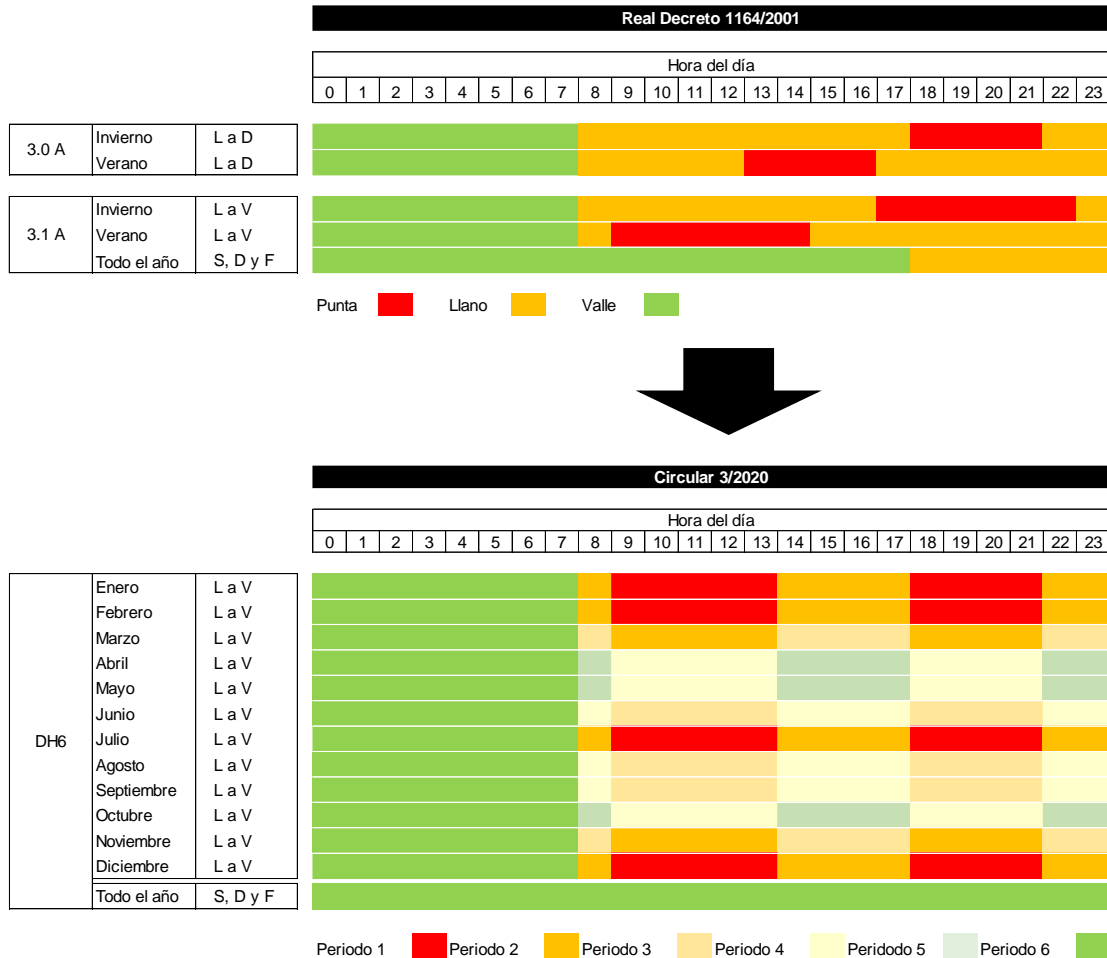 Real Decreto 1164/2001
Hora del día
0 1 2 3 4 5 6 7 8 9 10 11 12 13 14 15 16 17 18 19 20 21 22 23
3.0 A Invierno L a D
Verano L a D
Invierno L a V
3.1 A Verano L a V
Todo el año S, D y F
Punta Llano Valle
Circular 3/2020
Hora del día
0 1 2 3 4 5 6 7 8 9 10 11 12 13 14 15 16 17 18 19 20 21 22 23
Enero L a V
Febrero L a V
Marzo L a V
Abril L a V
Mayo L a V
Junio L a V
DH6 Julio L a V
Agosto L a V
Septiembre L a V
Octubre L a V
Noviembre L a V
Diciembre L a V
Todo el año S, D y F
Periodo 1 Periodo 2 Periodo 3 Periodo 4 Peridodo 5 Periodo 6